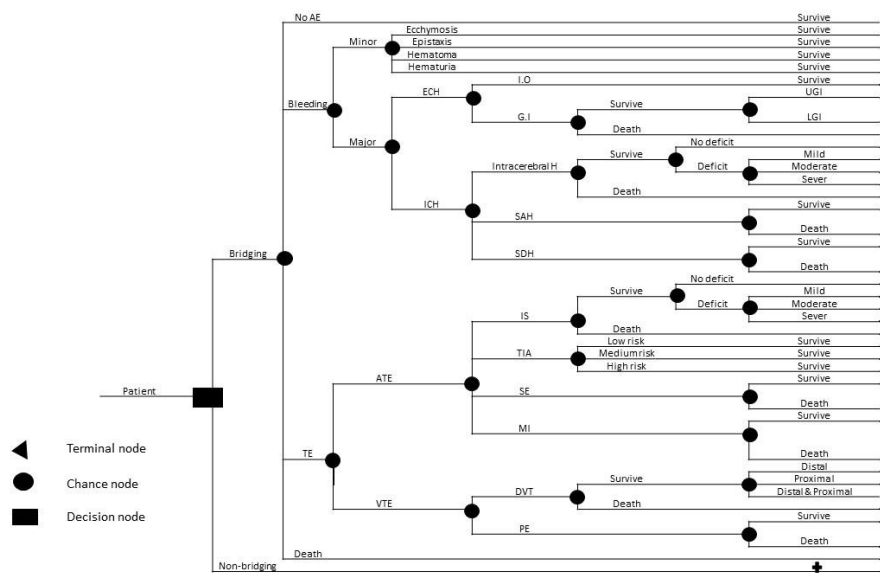 No AE Survive
Ecchymosis Survive
Minor Epistaxis Survive
Hematoma Survive
Hematuria Survive
I.O Survive
ECH UGI
Bleeding Survive
G.I LGI
Major Death
No deficit
Survive Mild
Intracerebral H Deficit Moderate
Sever
Death
ICH Survive
SAH
Death
Survive
Bridging SDH
Death
No deficit
Survive Mild
Deficit Moderate
IS Sever
Death
Low risk Survive
TIA Medium risk Survive
High risk Survive
ATE Survive
Patient SE
Death
Survive
MI
Terminal node
TE Death
Distal
Chance node Survive Proximal
DVT Distal & Proximal
VTE Death
Decision node Survive
PE
Death
Death
Non-bridging